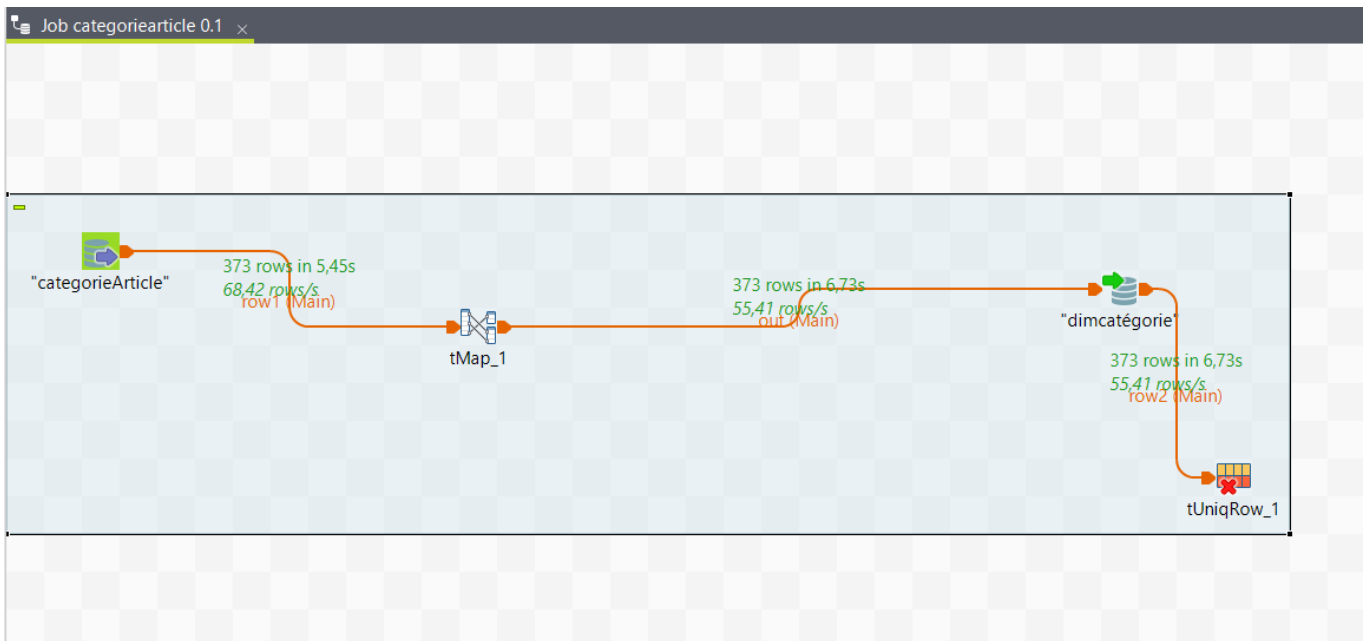 Job categoriearticle 0.1
"categorieArticle"
373 rows in 5,45s
68,42 rows/s
row1 (Main)
tMap_1
373 rows in 6,73s
55,41 rows/s
out (Main)
"dimcatégorie"
373 rows in 6,73s
55,41 rows/s
row2 (Main)
tUniqRow_1